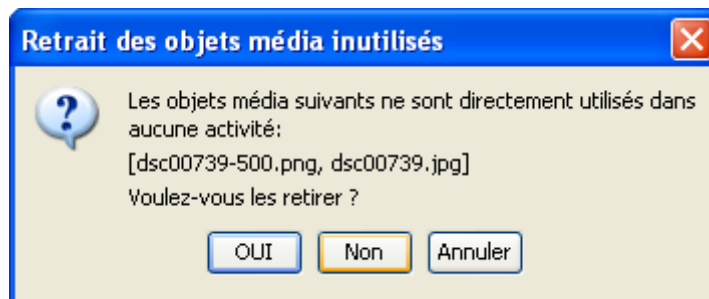 Retrait des objets média inutilisés
Les objets média suivants ne sont directement utilisés dans
aucune activité:
[dsc00739-500.png, dsc00739.jpg]
Voulez-vous les retirer ?
OUI Non Annuler